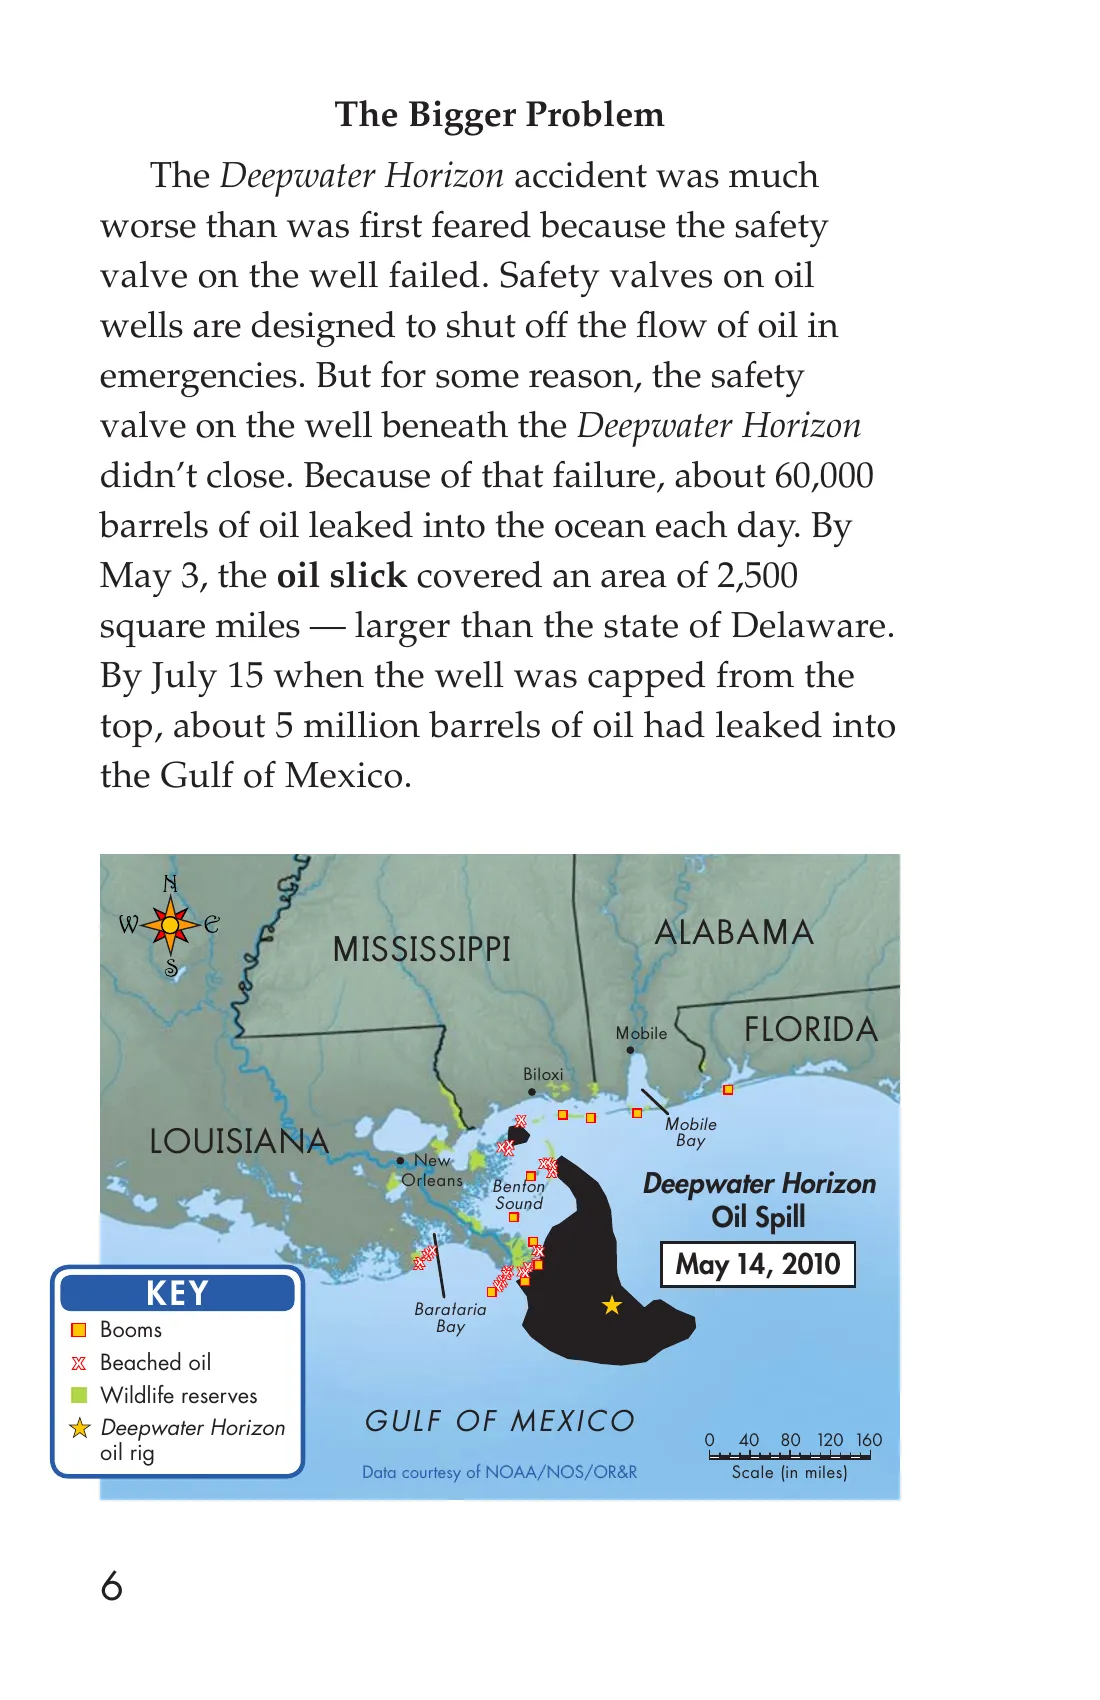 The Bigger Problem
The Deepwater Horizon accident was much
worse than was first feared because the safety
valve on the well failed. Safety valves on oil
wells are designed to shut off the flow of oil in
emergencies. But for some reason, the safety
valve on the well beneath the Deepwater Horizon
didn’t close. Because of that failure, about 60,000
barrels of oil leaked into the ocean each day. By
May 3, the oil slick covered an area of 2,500
square miles — larger than the state of Delaware.
By July 15 when the well was capped from the
top, about 5 million barrels of oil had leaked into
the Gulf of Mexico.
N
W E
S
MISSISSIPPI
ALABAMA
FLORIDA
Mobile
Biloxi
Mobile
Bay
LOUISIANA
New
Orleans
Benton
Sound
Deepwater Horizon
Oil Spill
May 14, 2010
Barataria
Bay
KEY
Booms
x Beached oil
Wildlife reserves
Deepwater Horizon
oil rig
GULF OF MEXICO
Data courtesy of NOAA/NOS/OR&R
0 40 80 120 160
Scale (in miles)
6